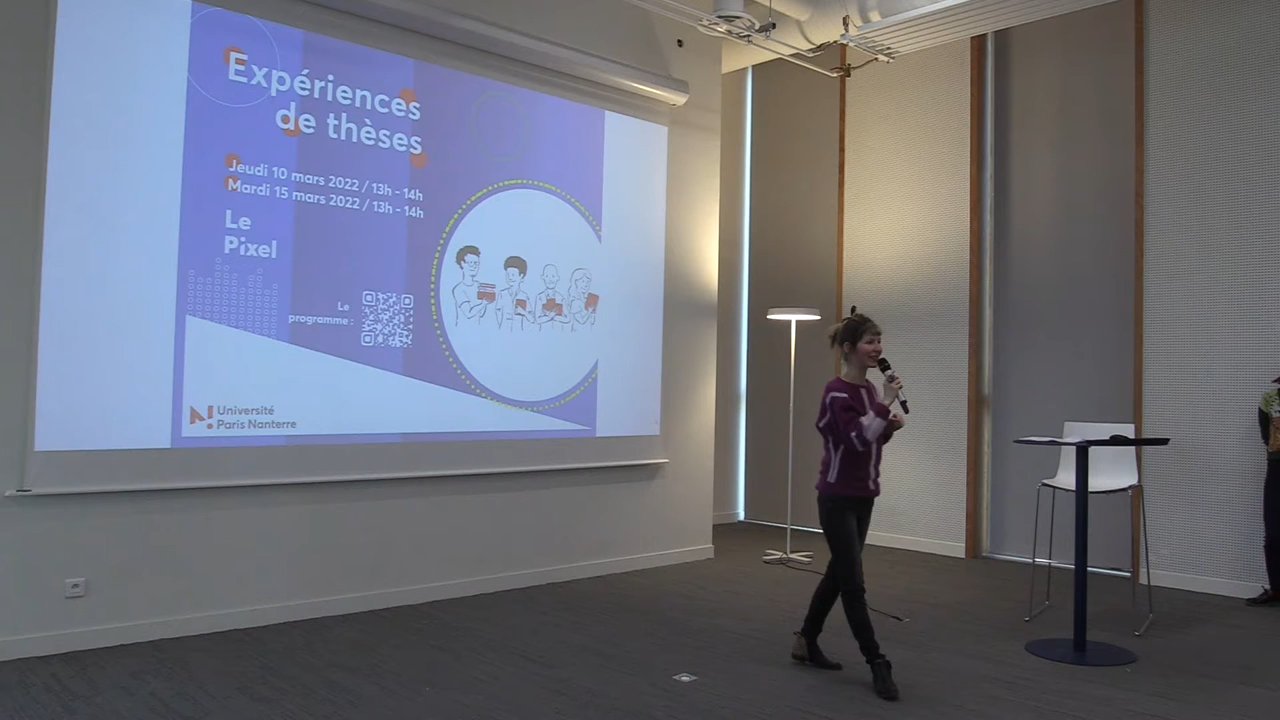 Expériences
de thèses
Jeudi 10 mars 2022 / 13h - 14h
Mardi 15 mars 2022 / 13h - 14h
Le
Pixel
Le
programme :
Université
Paris Nanterre